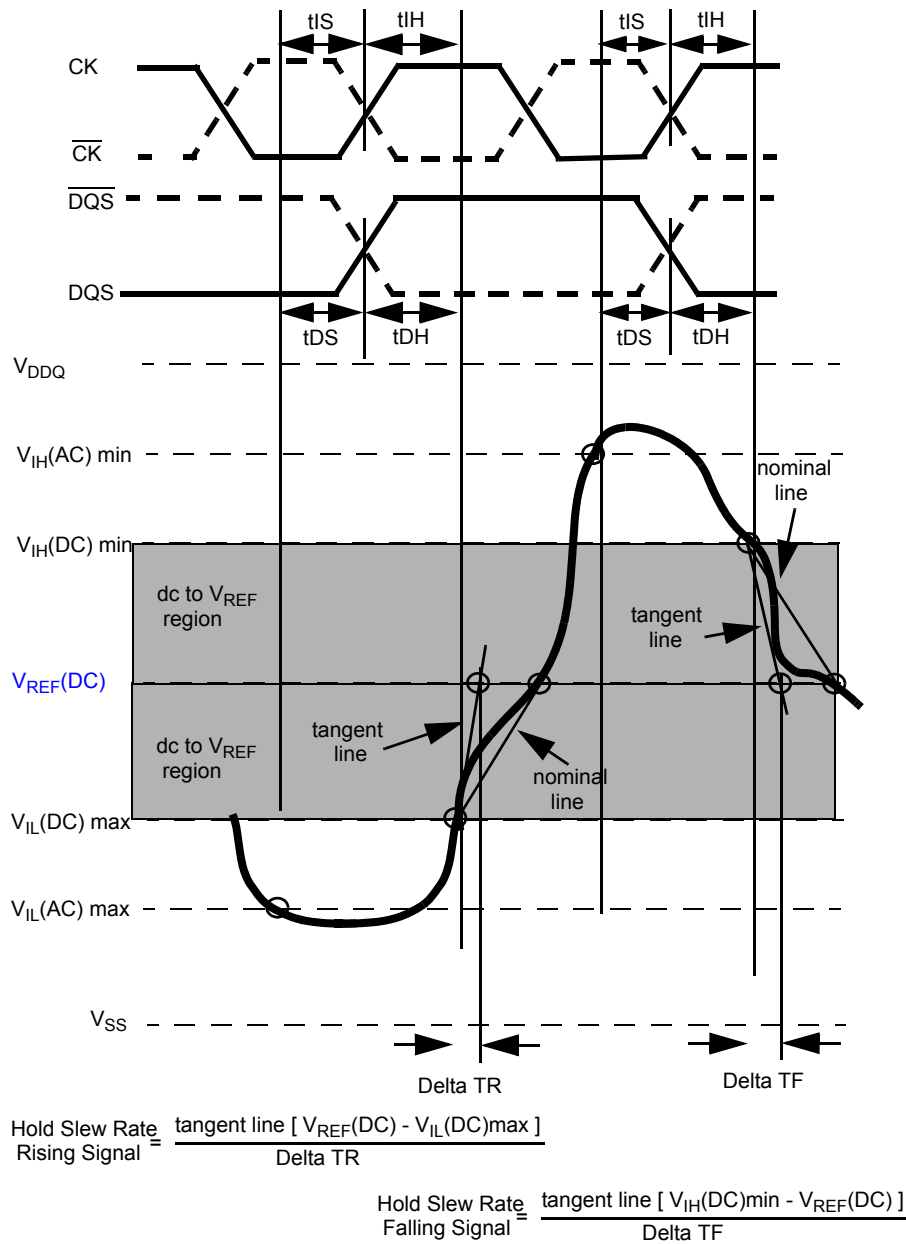 tIS tIH tIS tIH
CK
CK
DQS
DQS
tDS tDH tDS tDH
VDDQ
VIH(AC) min
nominal
line
VIH(DC) min
dc to VREF
region
tangent
line
VREF(DC)
tangent
line
dc to VREF
region
nominal
line
VIL(DC) max
VIL(AC) max
VSS
Delta TR
Delta TF
Hold Slew Rate
Rising Signal
= tangent line [ VREF(DC) - VIL(DC)max ]
Delta TR
Hold Slew Rate
Falling Signal
= tangent line [ VIH(DC)min - VREF(DC) ]
Delta TF